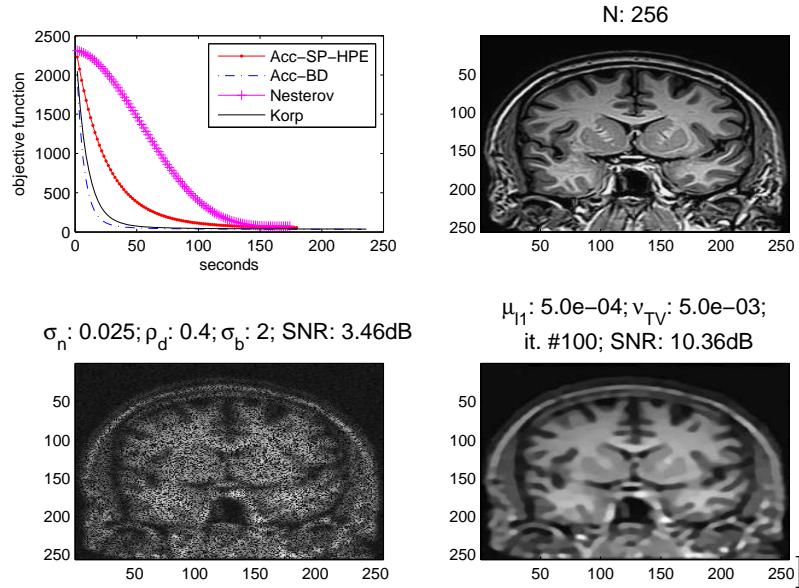 N: 256
2500
2000
1500
1000
500
0
0 50 100 150 200 250
seconds
objective function
Acc−SP−HPE
Acc−BD
Nesterov
Korp
50
100
150
200
250
50 100 150 200 250
σn: 0.025; ρd: 0.4; σb: 2; SNR: 3.46dB
50
100
150
200
250
50 100 150 200 250
μl1: 5.0e−04; νTV: 5.0e−03;
it. #100; SNR: 10.36dB
50
100
150
200
250
50 100 150 200 250